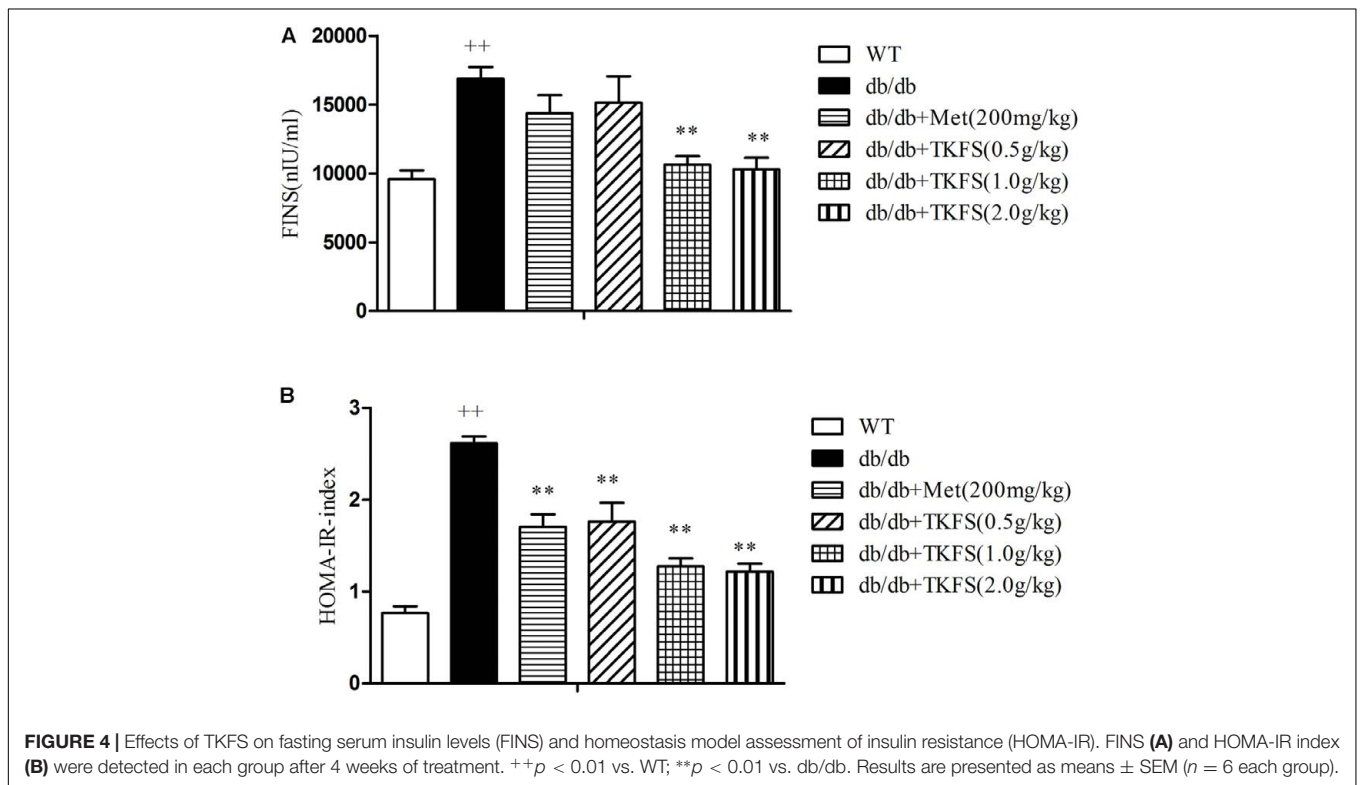 A
20000
15000
10000
5000
0
FINS(nIU/ml)
++
**
**
WT
db/db
db/db+Met(200mg/kg)
db/db+TKFS(0.5g/kg)
db/db+TKFS(1.0g/kg)
db/db+TKFS(2.0g/kg)
B
3
2
1
0
HOMA-IR-index
++
**
**
**
**
WT
db/db
db/db+Met(200mg/kg)
db/db+TKFS(0.5g/kg)
db/db+TKFS(1.0g/kg)
db/db+TKFS(2.0g/kg)
FIGURE 4 | Effects of TKFS on fasting serum insulin levels (FINS) and homeostasis model assessment of insulin resistance (HOMA-IR). FINS (A) and HOMA-IR index
(B) were detected in each group after 4 weeks of treatment. ++p < 0.01 vs. WT; **p < 0.01 vs. db/db. Results are presented as means ± SEM (n = 6 each group).